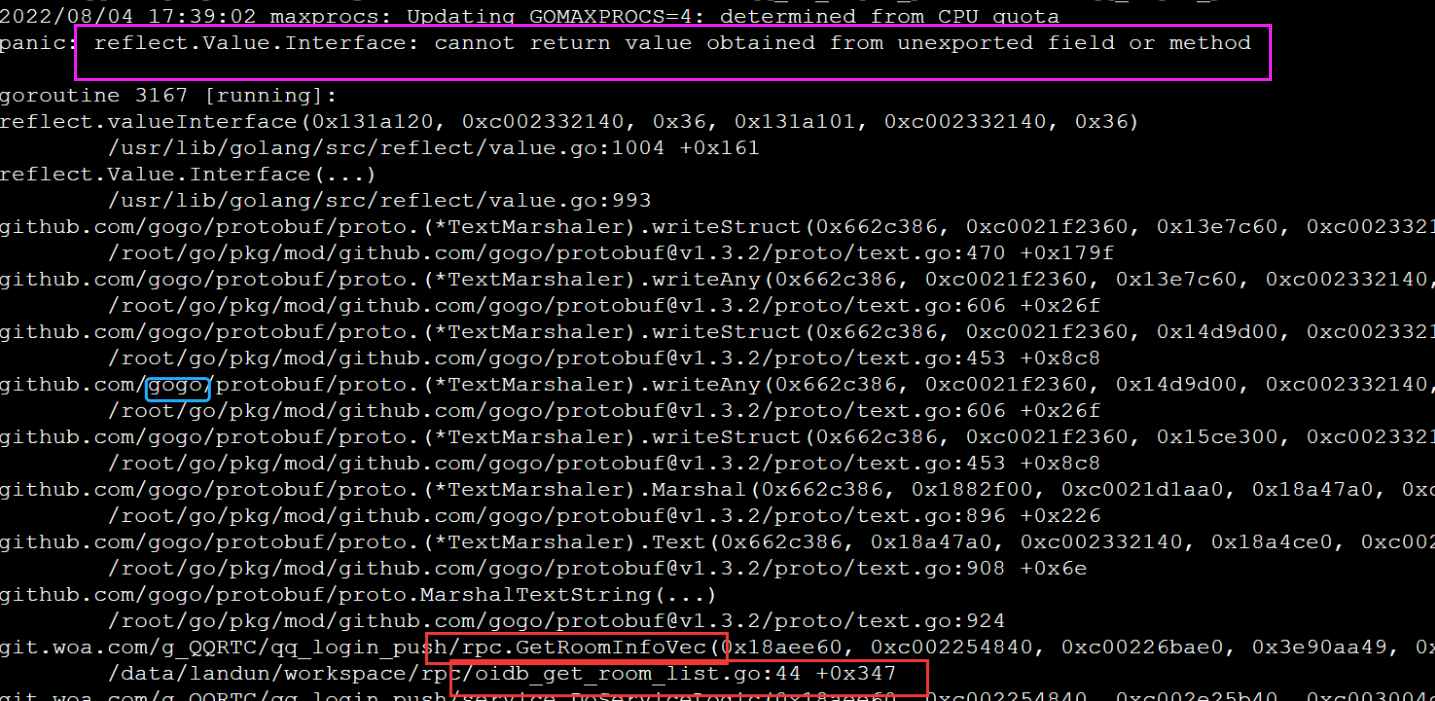 2022/08/04 17:39:02 maxprocs: Updating GOMAXPROCS=4: determined from CPU quota
panic: reflect.Value.Interface: cannot return value obtained from unexported field or method
goroutine 3167 [running]:
reflect.valueInterface(0x131a120, 0xc002332140, 0x36, 0x131a101, 0xc002332140, 0x36)
/usr/lib/golang/src/reflect/value.go:1004 +0x161
reflect.Value.Interface(...)
/usr/lib/golang/src/reflect/value.go:993
github.com/gogo/protobuf/proto.(*TextMarshaler).writeStruct(0x662c386, 0xc0021f2360, 0x13e7c60, 0xc0023321
/root/go/pkg/mod/github.com/gogo/protobuf@v1.3.2/proto/text.go:470 +0x179f
github.com/gogo/protobuf/proto.(*TextMarshaler).writeAny(0x662c386, 0xc0021f2360, 0x13e7c60, 0xc002332140,
/root/go/pkg/mod/github.com/gogo/protobuf@v1.3.2/proto/text.go:606 +0x26f
github.com/gogo/protobuf/proto.(*TextMarshaler).writeStruct(0x662c386, 0xc0021f2360, 0x14d9d00, 0xc0023321
/root/go/pkg/mod/github.com/gogo/protobuf@v1.3.2/proto/text.go:453 +0x8c8
github.com/gogo/protobuf/proto.(*TextMarshaler).writeAny(0x662c386, 0xc0021f2360, 0x14d9d00, 0xc002332140,
/root/go/pkg/mod/github.com/gogo/protobuf@v1.3.2/proto/text.go:606 +0x26f
github.com/gogo/protobuf/proto.(*TextMarshaler).writeStruct(0x662c386, 0xc0021f2360, 0x15ce300, 0xc0023321
/root/go/pkg/mod/github.com/gogo/protobuf@v1.3.2/proto/text.go:453 +0x8c8
github.com/gogo/protobuf/proto.(*TextMarshaler).Marshal(0x662c386, 0x1882f00, 0xc0021d1aa0, 0x18a47a0, 0xc
/root/go/pkg/mod/github.com/gogo/protobuf@v1.3.2/proto/text.go:896 +0x226
github.com/gogo/protobuf/proto.(*TextMarshaler).Text(0x662c386, 0x18a47a0, 0xc002332140, 0x18a4ce0, 0xc002
/root/go/pkg/mod/github.com/gogo/protobuf@v1.3.2/proto/text.go:908 +0x6e
github.com/gogo/protobuf/proto.MarshalTextString(...)
/root/go/pkg/mod/github.com/gogo/protobuf@v1.3.2/proto/text.go:924
git.woa.com/g_QQRTC/qq_login_push/rpc.GetRoomInfoVec(0x18aee60, 0xc002254840, 0xc00226bae0, 0x3e90aa49, 0x
/data/landun/workspace/rpc/oidb_get_room_list.go:44 +0x347